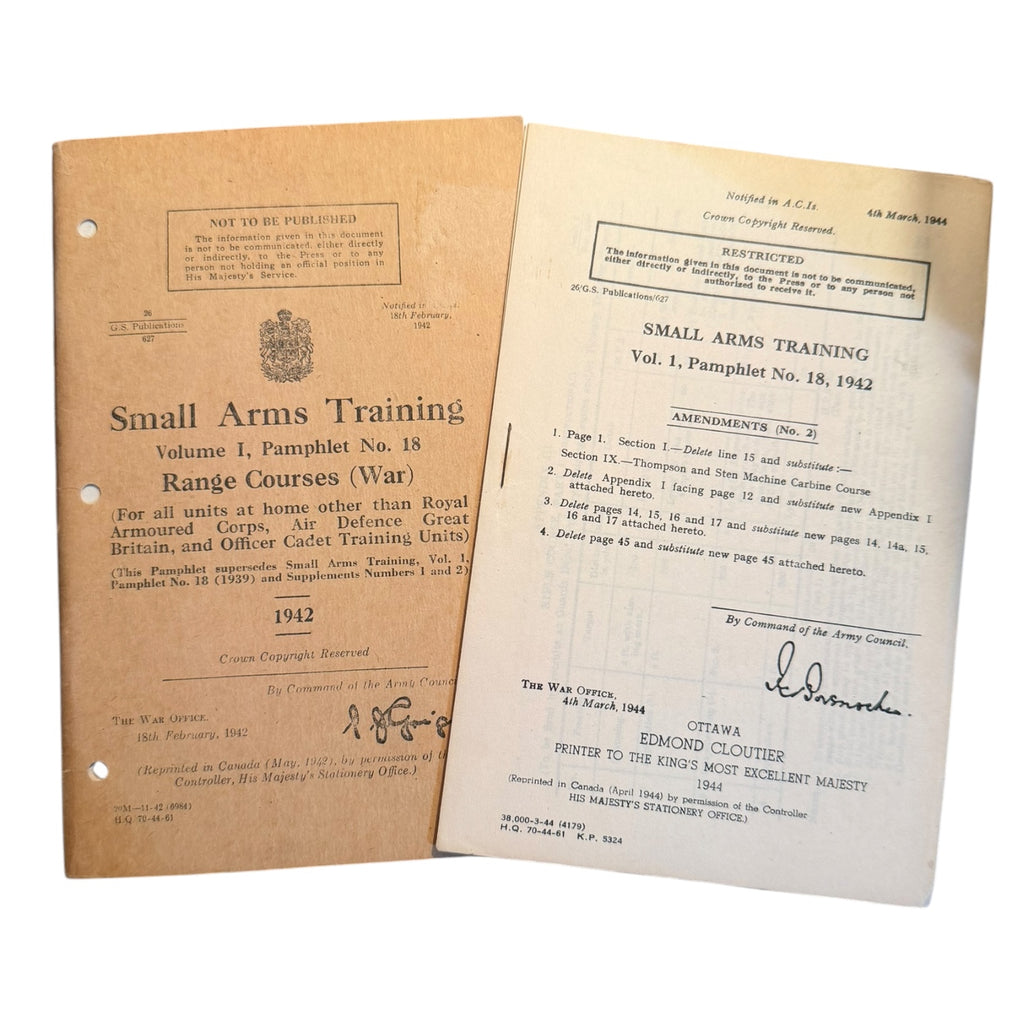 NOT TO BE PUBLISHED
The information given in this document
is not to be communicated, either directly
or indirectly, to the Press or to any
person not holding an official position in
His Majesty's Service.
26
G.S. Publications
627
Notified in
18th February,
1942
Small Arms Training
Volume I, Pamphlet No. 18
Range Courses (War)
(For all units at home other than Royal
Armoured Corps, Air Defence Great
Britain, and Officer Cadet Training Units)
(This Pamphlet supersedes Small Arms Training, Vol. 1,
Pamphlet No. 18 (1939) and Supplements Numbers 1 and 2)
1942
Crown Copyright Reserved
By Command of the Army Counc
THE WAR OFFICE.
18th February, 1942
(Reprinted in Canada (May, 1942), by permission of th
Controller, His Majesty's Stationery Office.)
70M—11-42 (6984)
H.Q. 70-44-61
Notified in A.C.Is.
4th March, 1944
Crown Copyright Reserved.
RESTRICTED
The information given in this document is not to be communicated,
either directly or indirectly, to the Press or to any person not
authorized to receive it.
26/G.S. Publications/627
SMALL ARMS TRAINING
Vol. 1, Pamphlet No. 18, 1942
AMENDMENTS (No. 2)
1. Page 1. Section I.—Delete line 15 and substitute :—
Section IX.—Thompson and Sten Machine Carbine Course
2. Delete Appendix I facing page 12 and substitute new Appendix I
attached hereto.
3. Delete pages 14, 15, 16 and 17 and substitute new pages 14, 14a, 15,
16 and 17 attached hereto.
4. Delete page 45 and substitute new page 45 attached hereto.
By Command of the Army Council,
THE WAR OFFICE,
4th March, 1944
OTTAWA
EDMOND CLOUTIER
PRINTER TO THE KING'S MOST EXCELLENT MAJESTY
1944
(Reprinted in Canada (April 1944) by permission of the Controller
HIS MAJESTY'S STATIONERY OFFICE.)
38,000-3-44 (4179)
H.Q. 70-44-61 K.P. 5324